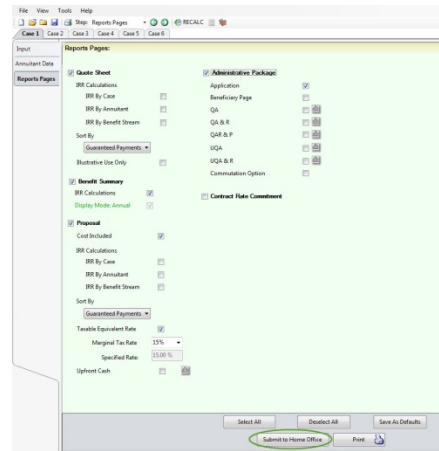 File View Tools Help
Step: Reports Pages RECALC
Case 1 Case 2 Case 3 Case 4 Case 5 Case 6
Input
Annuitant Data
Reports Pages
Reports Pages:
Quote Sheet
IRR Calculations
IRR By Case
IRR By Annuitant
IRR By Benefit Stream
Sort By
Guaranteed Payments
Illustrative Use Only
Benefit Summary
IRR Calculations
Display Mode: Annual
Proposal
Cost Included
IRR Calculations
IRR By Case
IRR By Annuitant
IRR By Benefit Stream
Sort By
Guaranteed Payments
Taxable Equivalent Rate
Marginal Tax Rate 15%
Specified Rate: 15.00 %
Upfront Cash
Administrative Package
Application
Beneficiary Page
QA
QA & R
QAR & P
UQA
UQA & R
Commutation Option
Contract Rate Commitment
Select All Deselect All Save As Defaults
Submit to Home Office Print